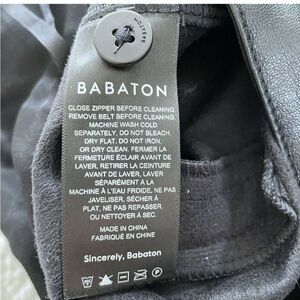 BABATON
BABATON
CLOSE ZIPPER BEFORE CLEANING.
REMOVE BELT BEFORE CLEANING.
MACHINE WASH COLD
SEPARATELY, DO NOT BLEACH,
DRY FLAT, DO NOT IRON,
OR DRY CLEAN. FERMER LA
FERMETURE ÉCLAIR AVANT DE
LAVER, RETIRER LA CEINTURE
AVANT DE LAVER, LAVER
SÉPARÉMENT À LA
MACHINE À L'EAU FROIDE, NE PAS
JAVELISER, SÉCHER À
PLAT, NE PAS REPASSER,
OU NETTOYER À SEC.
MADE IN CHINA
FABRIQUÉ EN CHINE
Sincerely, Babaton